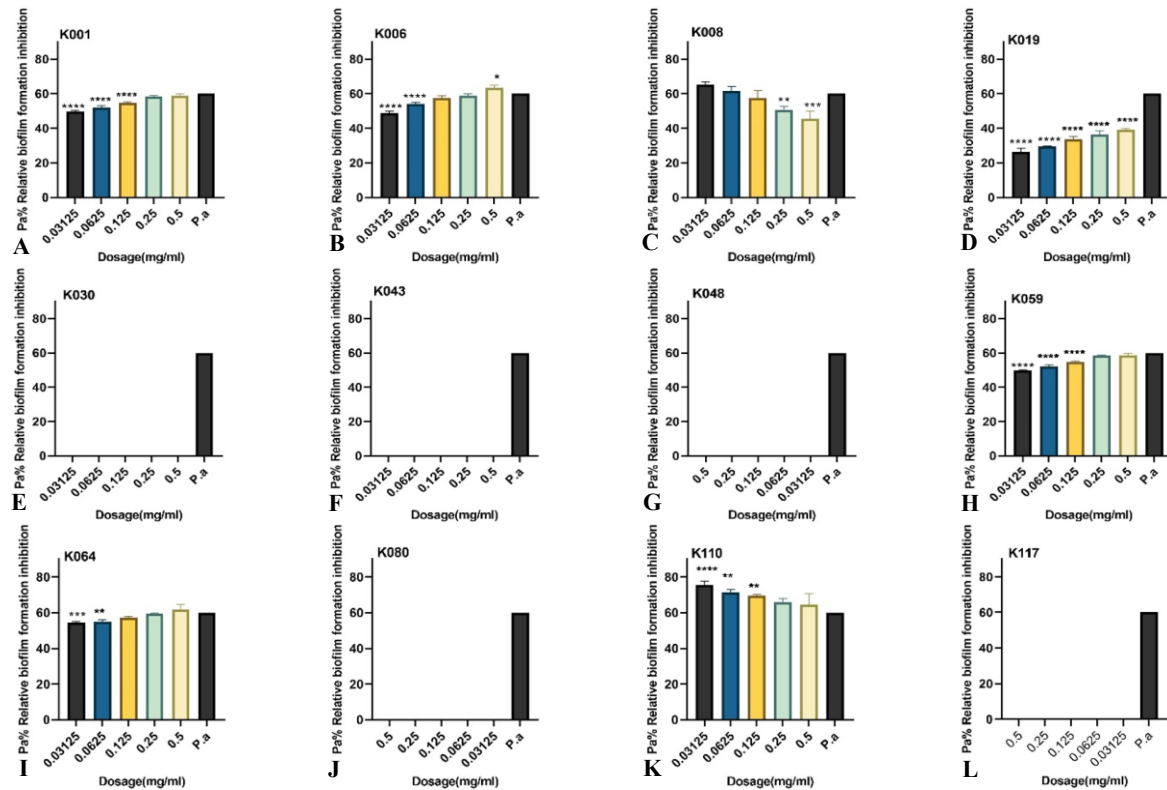 K001
Pa% Relative biofilm formation inhibition
80
60
40
20
0
**** **** ****
0.03125 0.0625 0.125 0.25 0.5 P.a
Dosage(mg/ml)
A
K006
Pa% Relative biofilm formation inhibition
80
60
40
20
0
**** **** *
0.03125 0.0625 0.125 0.25 0.5 P.a
Dosage(mg/ml)
B
K008
Pa% Relative biofilm formation inhibition
80
60
40
20
0
** ***
0.03125 0.0625 0.125 0.25 0.5 P.a
Dosage(mg/ml)
C
K019
Pa% Relative biofilm formation inhibition
80
60
40
20
0
**** **** **** **** ****
0.03125 0.0625 0.125 0.25 0.5 P.a
Dosage(mg/ml)
D
K030
Pa% Relative biofilm formation inhibition
80
60
40
20
0
0.03125 0.0625 0.125 0.25 0.5 P.a
Dosage(mg/ml)
E
K043
Pa% Relative biofilm formation inhibition
80
60
40
20
0
0.03125 0.0625 0.125 0.25 0.5 P.a
Dosage(mg/ml)
F
K048
Pa% Relative biofilm formation inhibition
80
60
40
20
0
0.5 0.25 0.125 0.0625 0.03125 P.a
Dosage(mg/ml)
G
K059
Pa% Relative biofilm formation inhibition
80
60
40
20
0
**** **** ****
0.03125 0.0625 0.125 0.25 0.5 P.a
Dosage(mg/ml)
H
K064
Pa% Relative biofilm formation inhibition
80
60
40
20
0
*** **
0.03125 0.0625 0.125 0.25 0.5 P.a
Dosage(mg/ml)
I
K080
Pa% Relative biofilm formation inhibition
80
60
40
20
0
0.5 0.25 0.125 0.0625 0.03125 P.a
Dosage(mg/ml)
J
K110
Pa% Relative biofilm formation inhibition
80
60
40
20
0
**** ** **
0.03125 0.0625 0.125 0.25 0.5 P.a
Dosage(mg/ml)
K
K117
Pa% Relative biofilm formation inhibition
80
60
40
20
0
0.5 0.25 0.125 0.0625 0.03125 P.a
Dosage(mg/ml)
L